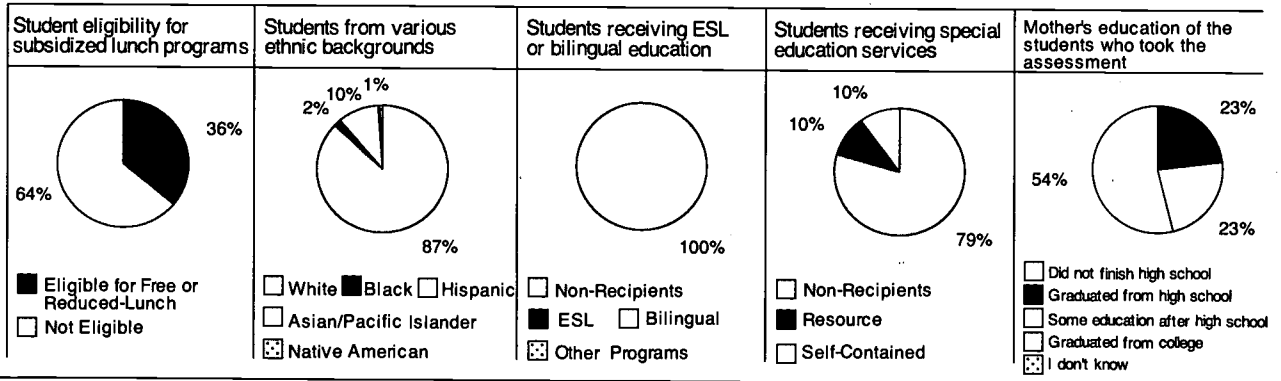 Student eligibility for
subsidized lunch programs
36%
64%
Eligible for Free or
Reduced-Lunch
Not Eligible
Students from various
ethnic backgrounds
2% 10% 1%
87%
White Black Hispanic
Asian/Pacific Islander
Native American
Students receiving ESL
or bilingual education
100%
Non-Recipients
ESL Bilingual
Other Programs
Students receiving special
education services
10%
10%
79%
Non-Recipients
Resource
Self-Contained
Mother's education of the
students who took the
assessment
23%
54%
23%
Did not finish high school
Graduated from high school
Some education after high school
Graduated from college
I don't know